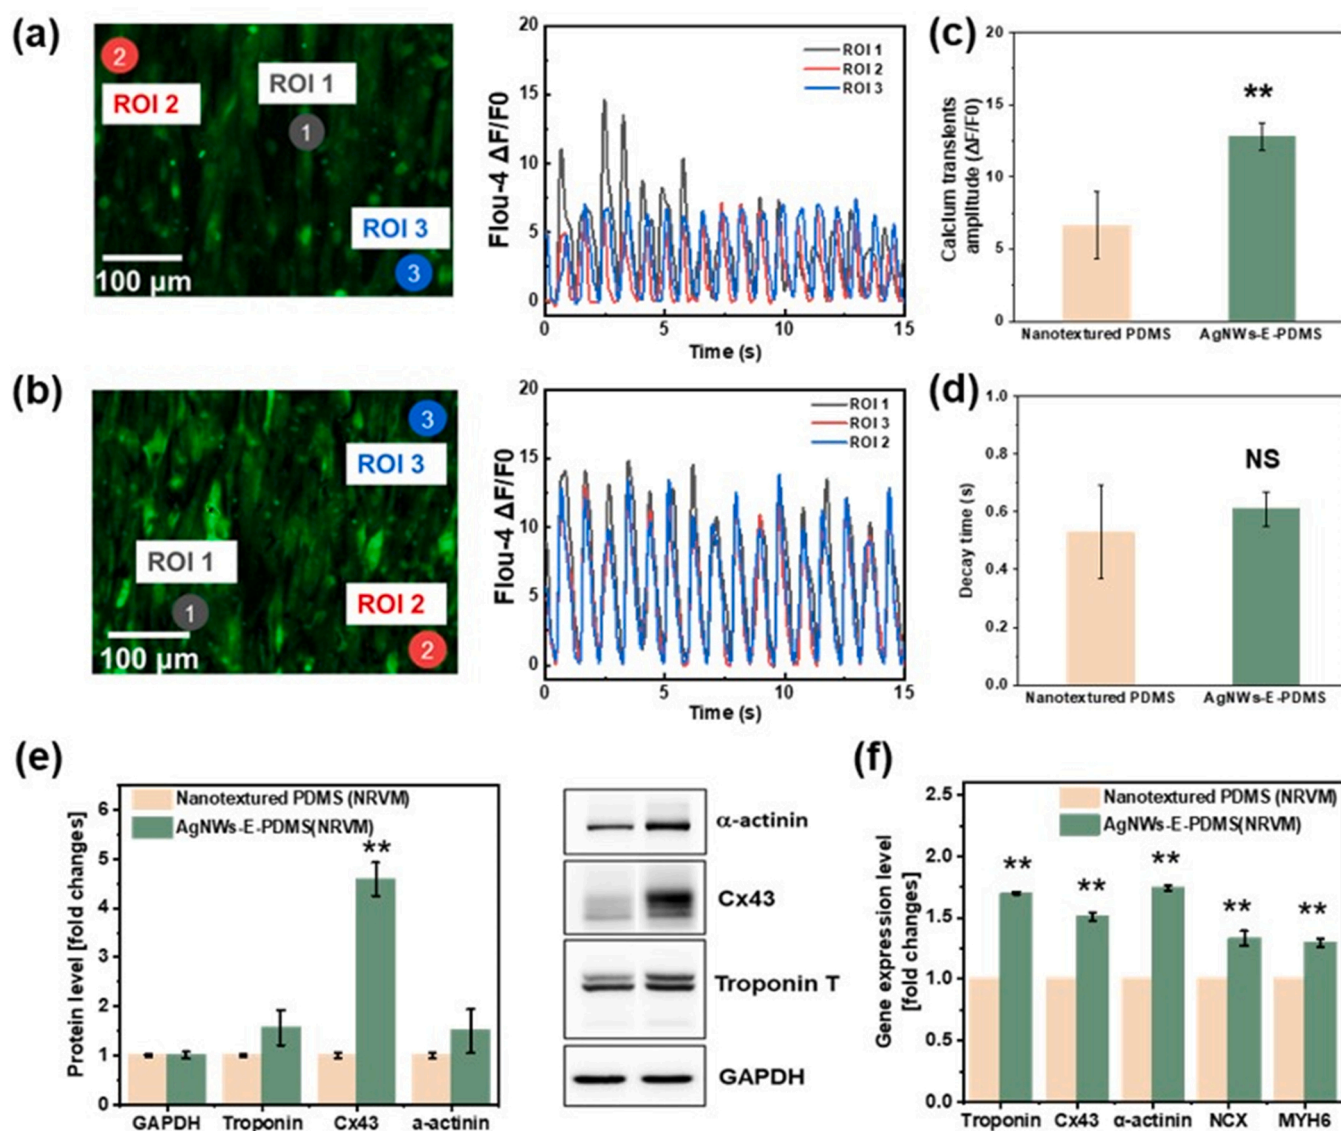 (a)
2
ROI 2
ROI 1
1
ROI 3
3
100 µm
Flou-4 ΔF/F0
20
15
10
5
0
ROI 1
ROI 2
ROI 3
0
5
10
15
Time (s)
(c)
Calcium transients
amplitude (ΔF/F0)
20
15
10
5
0
**
Nanotextured PDMS
AgNWs-E-PDMS
(b)
3
ROI 3
ROI 1
1
ROI 2
2
100 µm
Flou-4 ΔF/F0
20
15
10
5
0
ROI 1
ROI 3
ROI 2
0
5
10
15
Time (s)
(d)
Decay time (s)
1.0
0.8
0.6
0.4
0.2
0.0
NS
Nanotextured PDMS
AgNWs-E-PDMS
(e)
Protein level [fold changes]
6
5
4
3
2
1
0
Nanotextured PDMS (NRVM)
AgNWs-E-PDMS(NRVM)
**
GAPDH
Troponin
Cx43
a-actinin
α-actinin
Cx43
Troponin T
GAPDH
(f)
Gene expression level
[fold changes]
2.5
2.0
1.5
1.0
0.5
0.0
Nanotextured PDMS (NRVM)
AgNWs-E-PDMS(NRVM)
**
**
**
**
**
Troponin
Cx43
α-actinin
NCX
MYH6